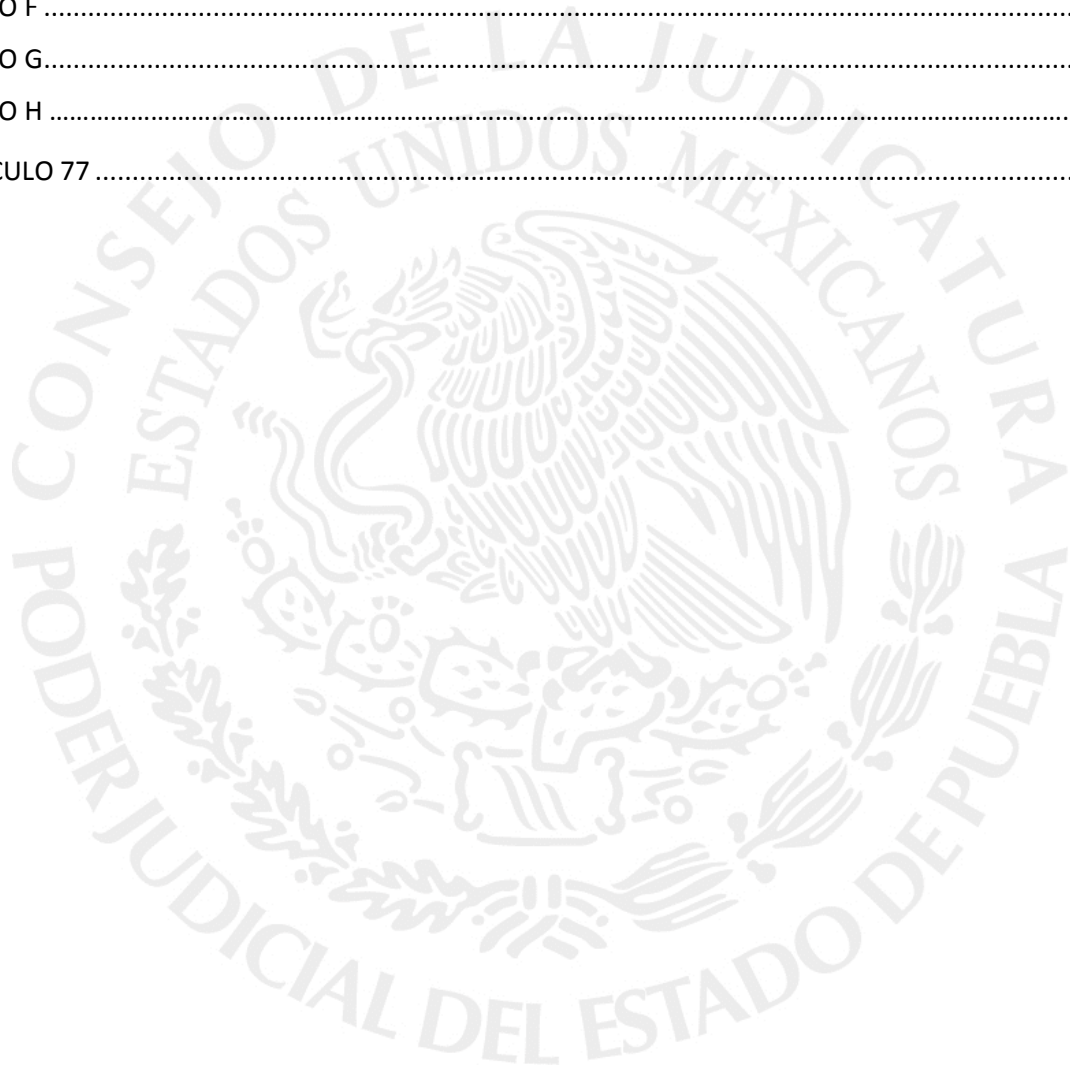 O F ...............................................................................................................................................
O G...............................................................................................................................................
O H ...............................................................................................................................................
CULO 77 .....................................................................................................................................
CONSEJO DE LA JUDICATURA
ESTADOS UNIDOS MEXICANOS
PODER JUDICIAL DEL ESTADO DE PUEBLA